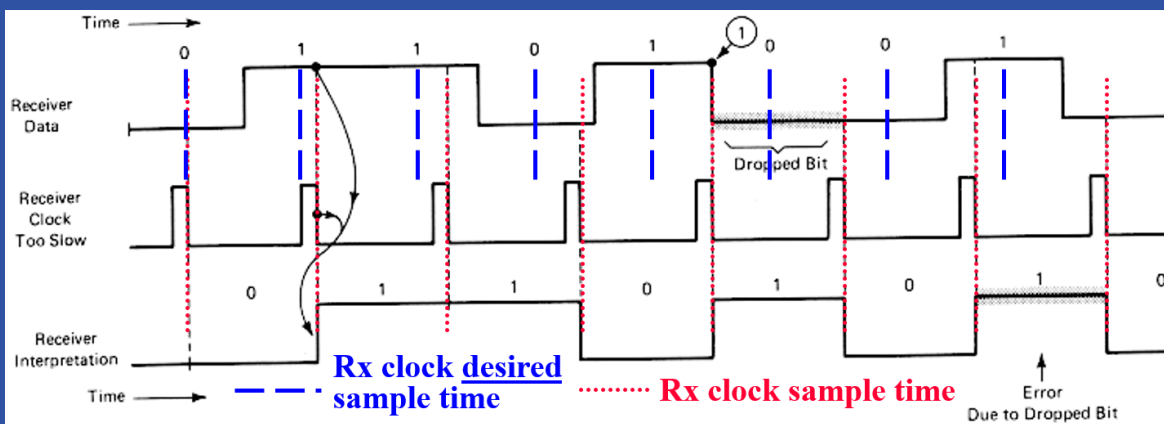 Time
0 1 1 0 1 1 0 0 1
Receiver
Data
Dropped Bit
Receiver
Clock
Too Slow
0 1 1 0 1 0 1 0
Receiver
Interpretation
Rx clock desired
sample time
Rx clock sample time
Time
Error
Due to Dropped Bit